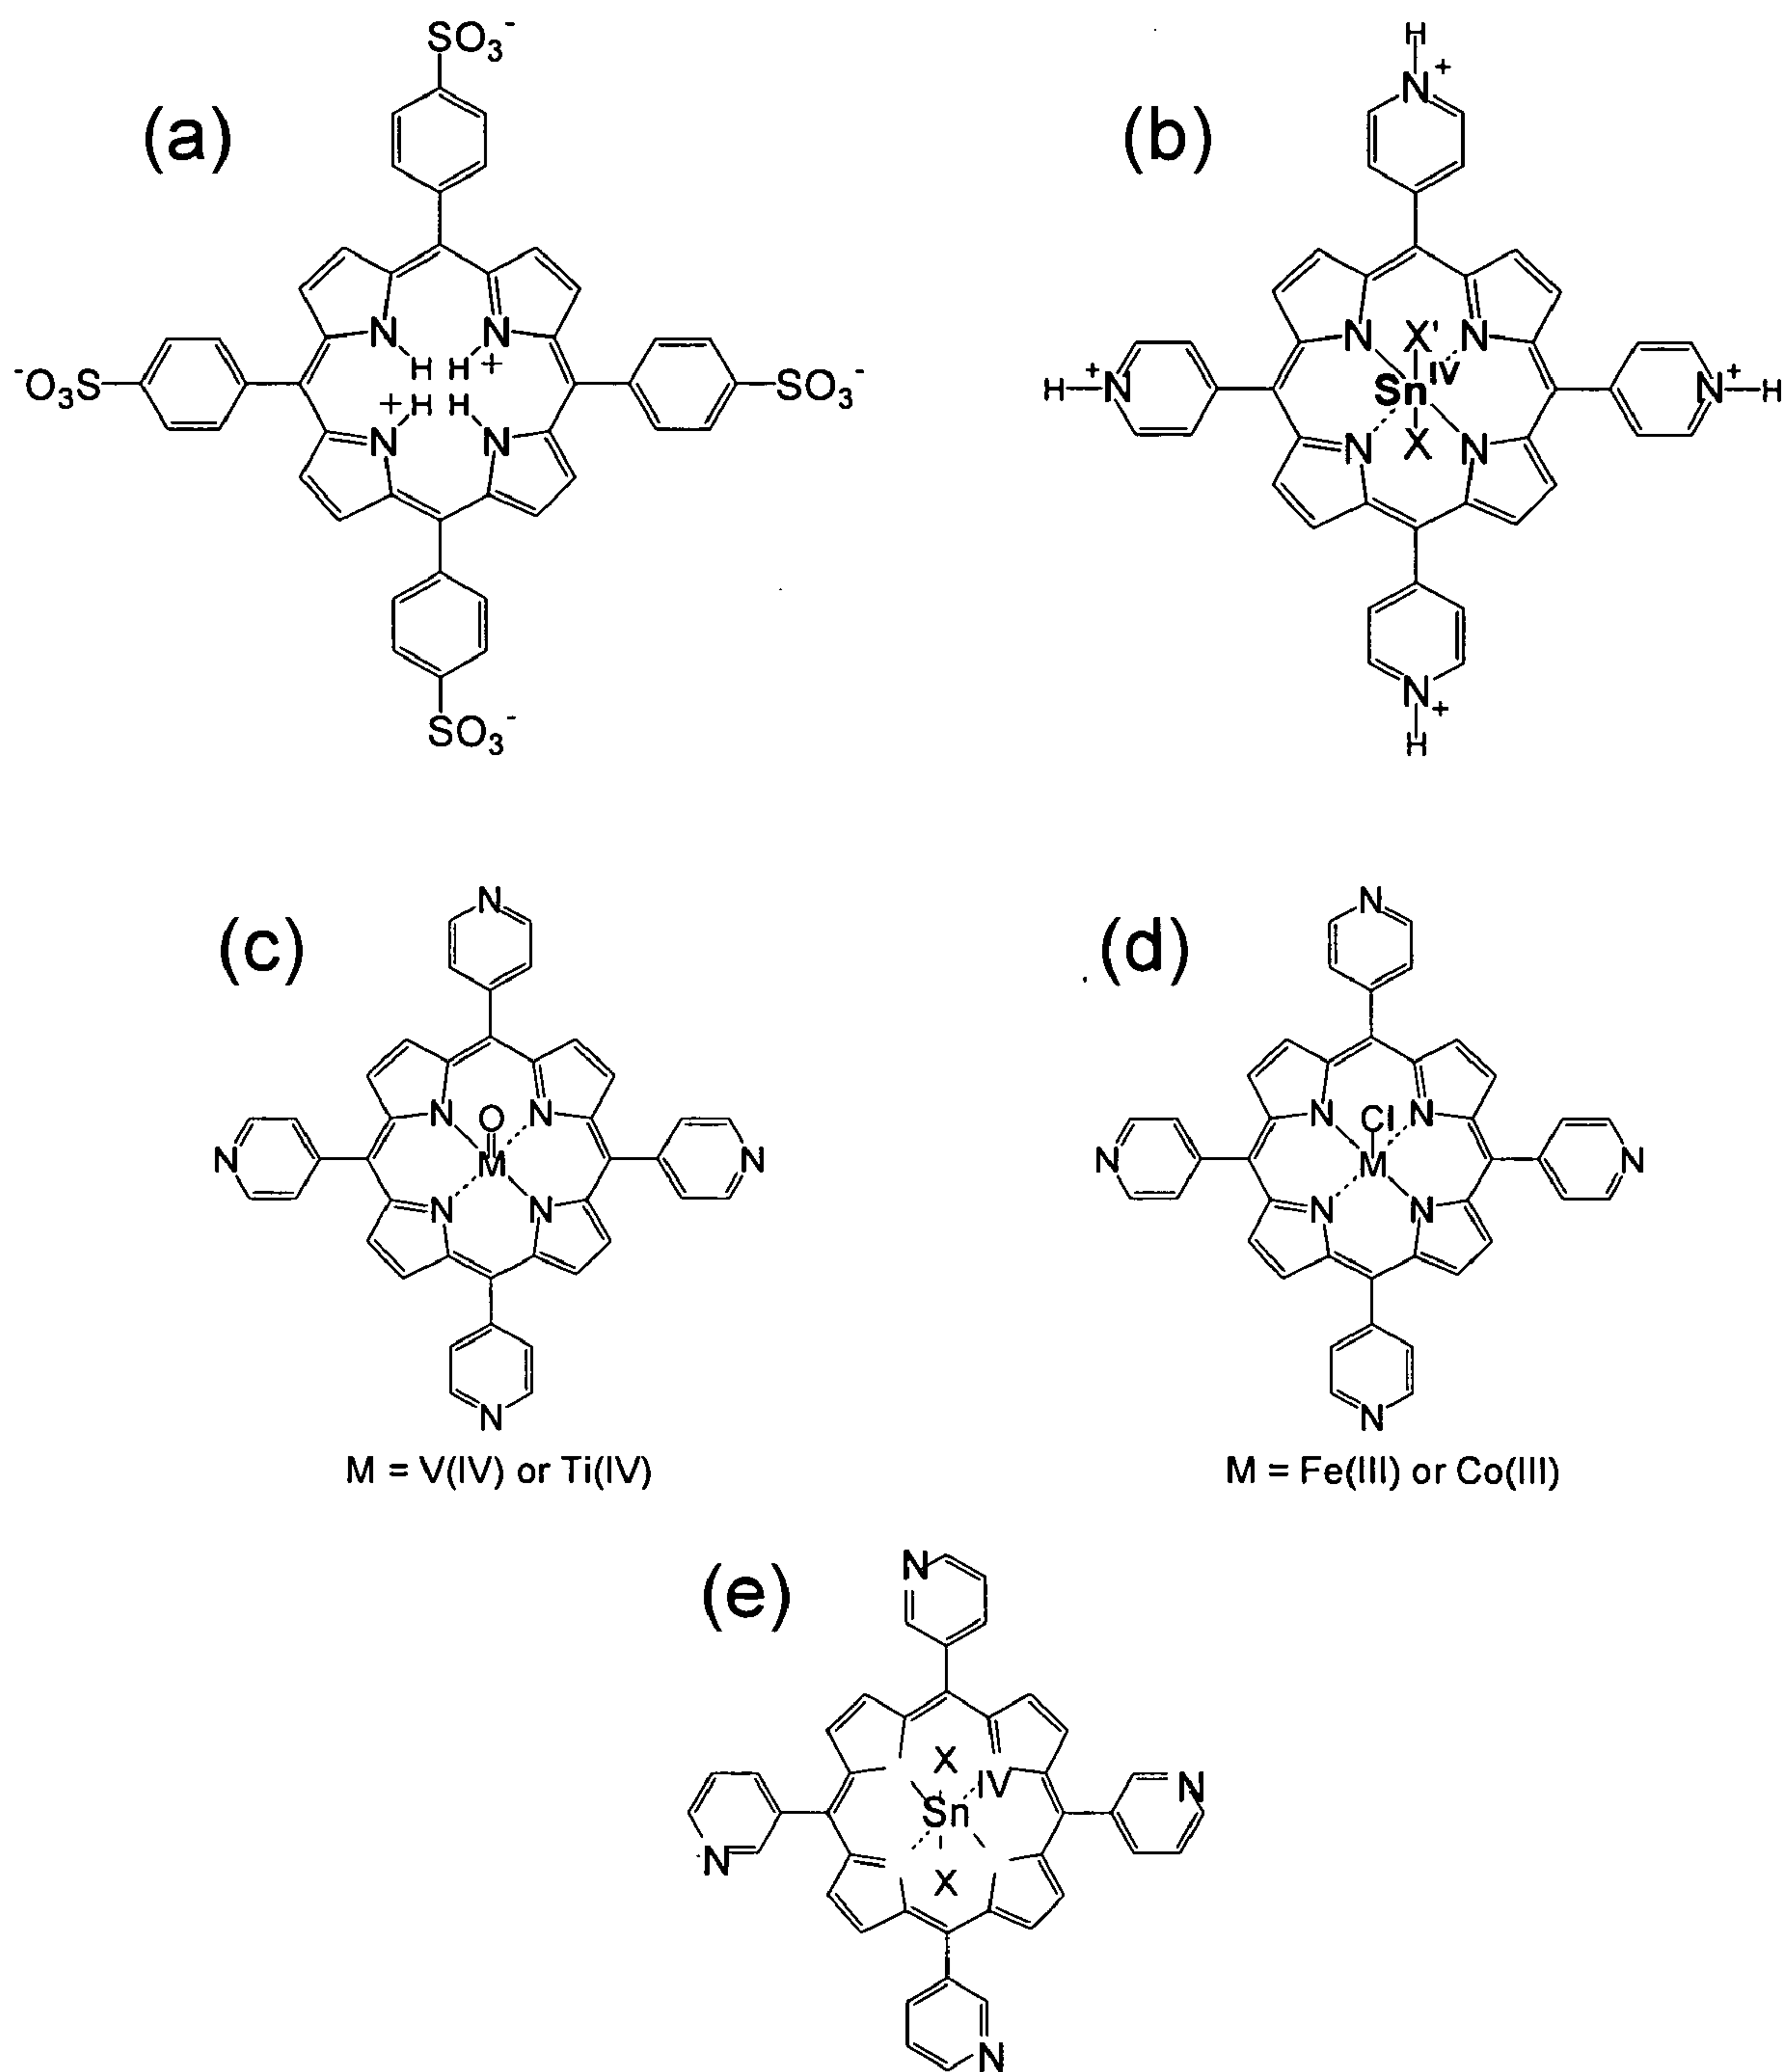 SO3-
(a)
N N
H H+
-O3S SO3-
+H H
N N
SO3-
H
N+
(b)
N X' N
IV
H N+ Sn N+ H
N X N
N+
H
N
(c)
N O N
N M N
N N
N
M = V(IV) or Ti(IV)
N
(d)
N Cl N
N M N
N N
N
M = Fe(III) or Co(III)
(e)
N
X
IV N
Sn
N
X
N